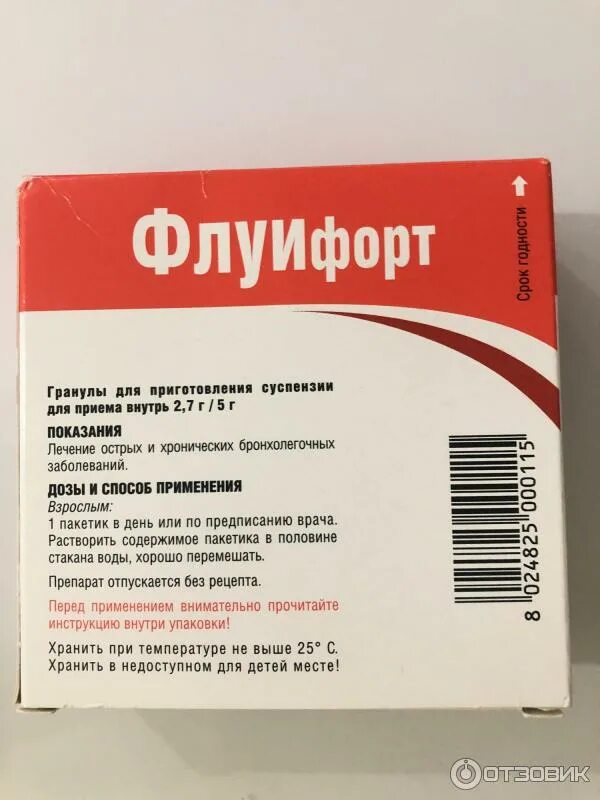 Флуифорт
Срок годности
Гранулы для приготовления суспензии
для приема внутрь 2,7 г / 5 г
ПОКАЗАНИЯ
Лечение острых и хронических бронхолегочных
заболеваний.
ДОЗЫ И СПОСОБ ПРИМЕНЕНИЯ
Взрослым:
1 пакетик в день или по предписанию врача.
Растворить содержимое пакетика в половине
стакана воды, хорошо перемешать.
Препарат отпускается без рецепта.
Перед применением внимательно прочитайте
инструкцию внутри упаковки!
Хранить при температуре не выше 25° С.
Хранить в недоступном для детей месте!
8 024825 000115
ОТЗОВИК